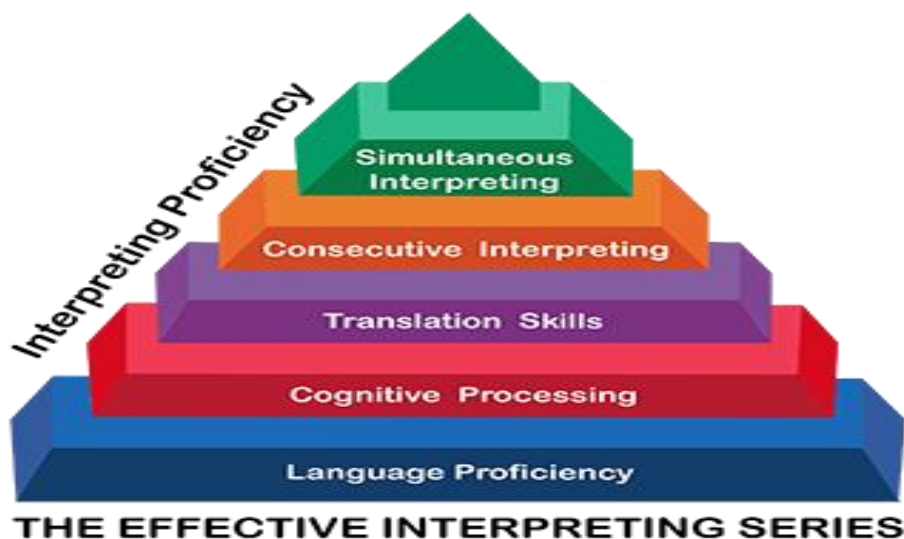 Interpreting Proficiency
Simultaneous
Interpreting
Consecutive Interpreting
Translation Skills
Cognitive Processing
Language Proficiency
THE EFFECTIVE INTERPRETING SERIES